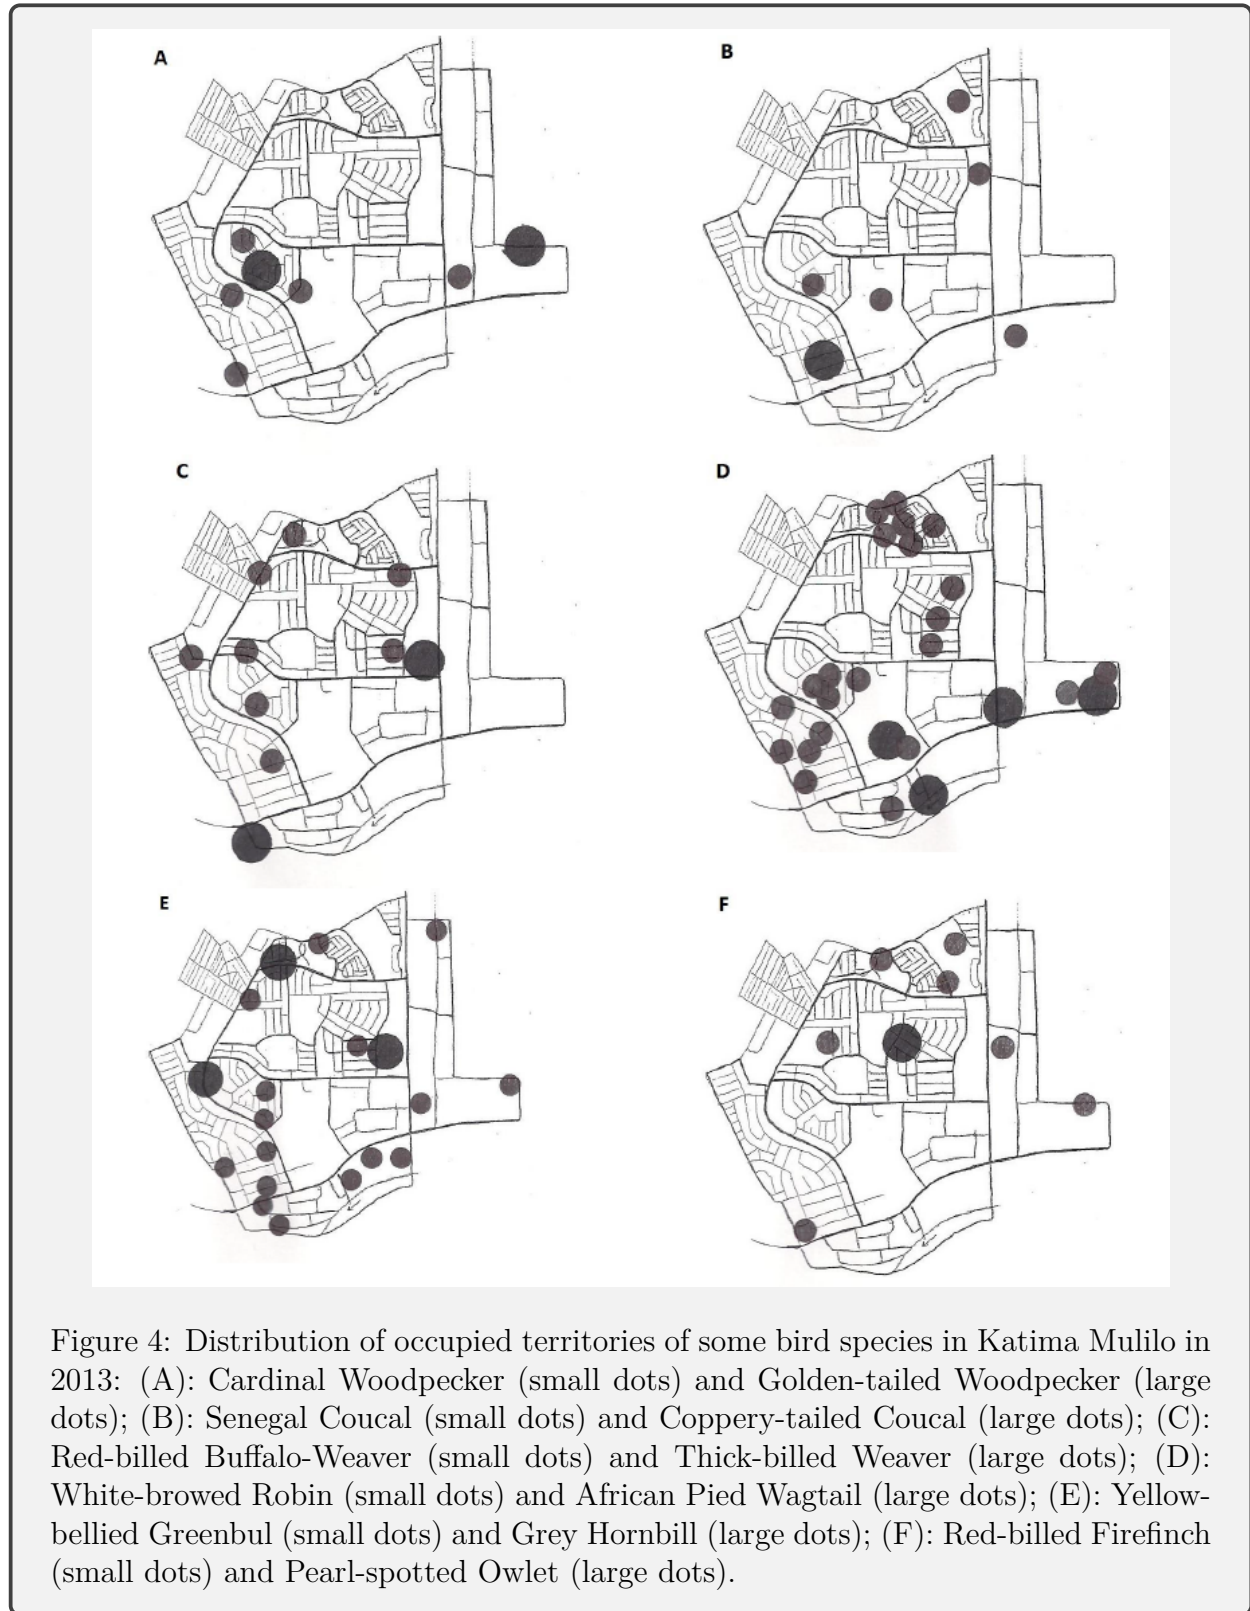 A
B
C
D
E
F
Figure 4: Distribution of occupied territories of some bird species in Katima Mulilo in
2013: (A): Cardinal Woodpecker (small dots) and Golden-tailed Woodpecker (large
dots); (B): Senegal Coucal (small dots) and Coppery-tailed Coucal (large dots); (C):
Red-billed Buffalo-Weaver (small dots) and Thick-billed Weaver (large dots); (D):
White-browed Robin (small dots) and African Pied Wagtail (large dots); (E): Yellow-
bellied Greenbul (small dots) and Grey Hornbill (large dots); (F): Red-billed Firefinch
(small dots) and Pearl-spotted Owlet (large dots).